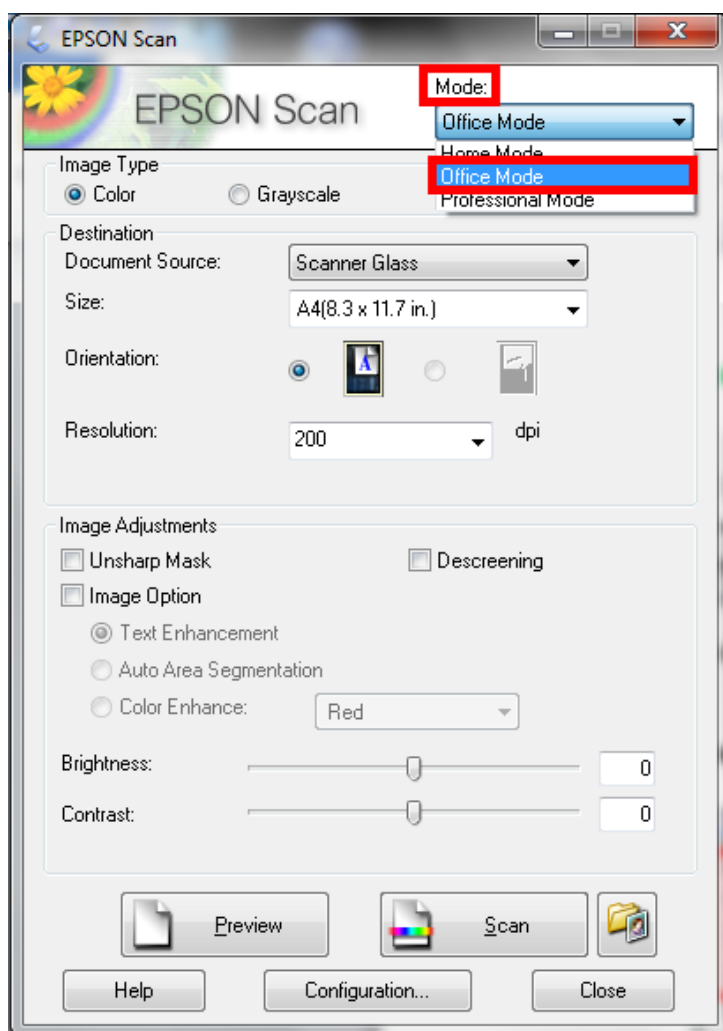 EPSON Scan
EPSON Scan
Mode:
Office Mode
Home Mode
Office Mode
Professional Mode
Image Type
Color Grayscale
Destination
Document Source: Scanner Glass
Size: A4(8.3 x 11.7 in.)
Orientation: A
Resolution: 200 dpi
Image Adjustments
Unsharp Mask Descreening
Image Option
Text Enhancement
Auto Area Segmentation
Color Enhance: Red
Brightness: 0
Contrast: 0
Preview Scan
Help Configuration... Close